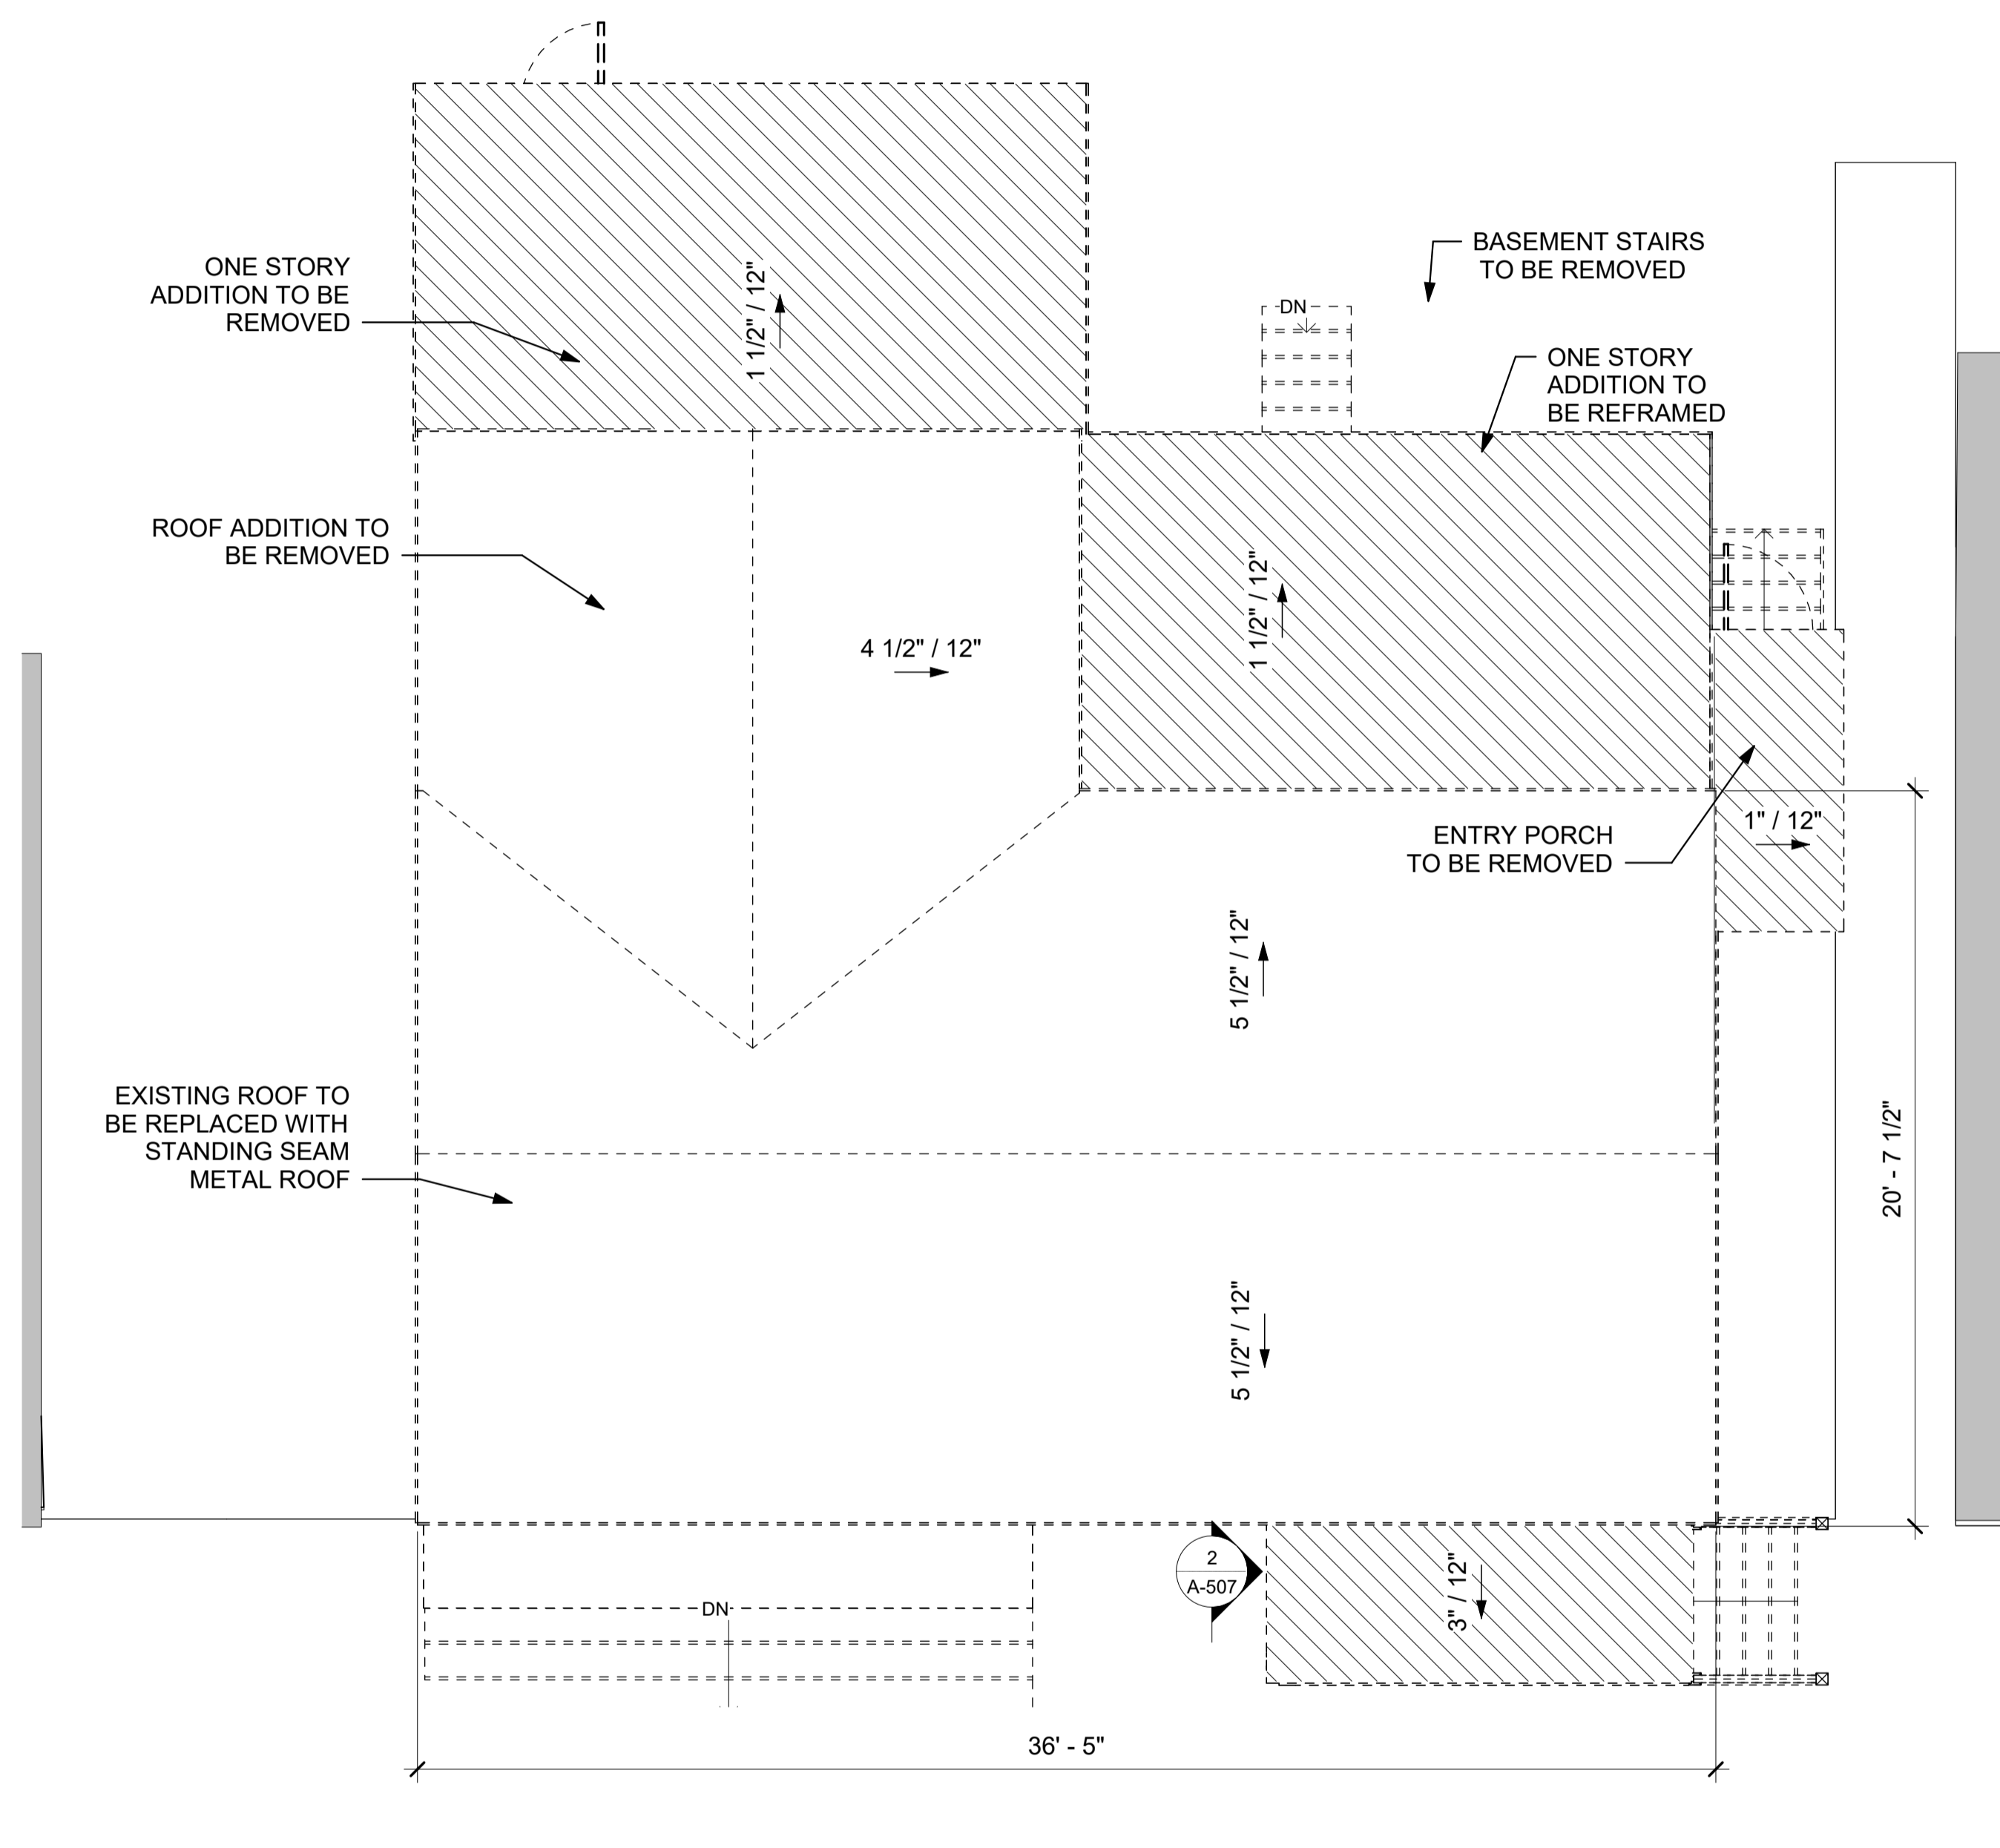 ONE STORY
ADDITION TO BE
REMOVED
1 1/2" / 12"
BASEMENT STAIRS
TO BE REMOVED
DN
ONE STORY
ADDITION TO
BE REFRAMED
ROOF ADDITION TO
BE REMOVED
4 1/2" / 12"
1 1/2" / 12"
ENTRY PORCH
TO BE REMOVED
1" / 12"
5 1/2" / 12"
EXISTING ROOF TO
BE REPLACED WITH
STANDING SEAM
METAL ROOF
20' - 7 1/2"
5 1/2" / 12"
DN
2
A-507
3" / 12"
36' - 5"